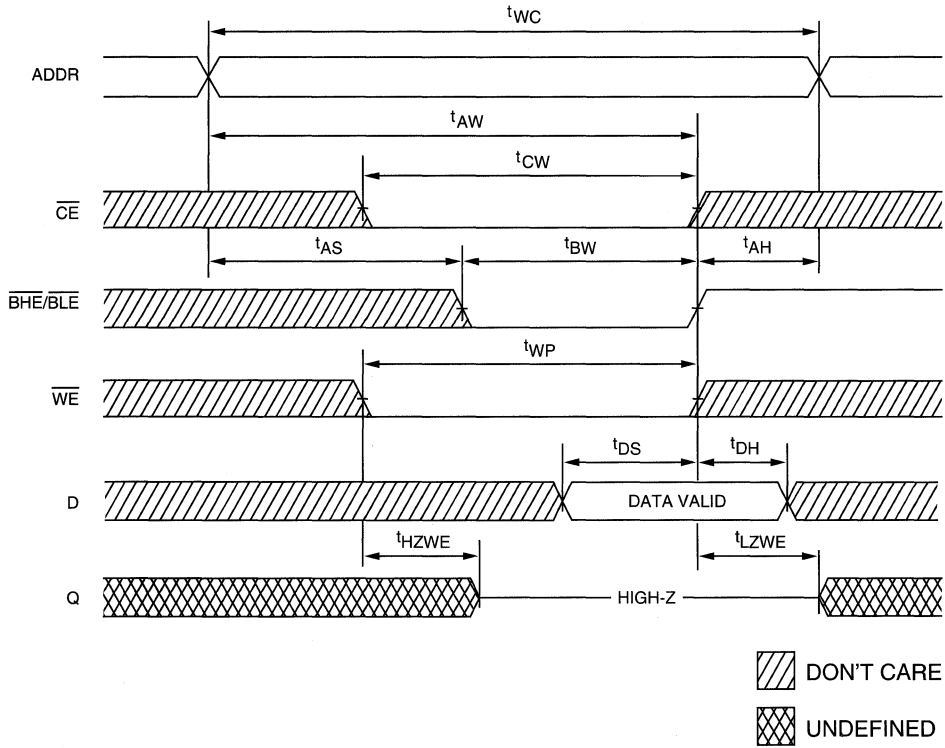 tWC
ADDR
tAW
tCW
CE
tAS
tBW
tAH
BHE/BLE
tWP
WE
tDS
tDH
D
DATA VALID
tHZWE
tLZWE
Q
HIGH-Z
DON'T CARE
UNDEFINED